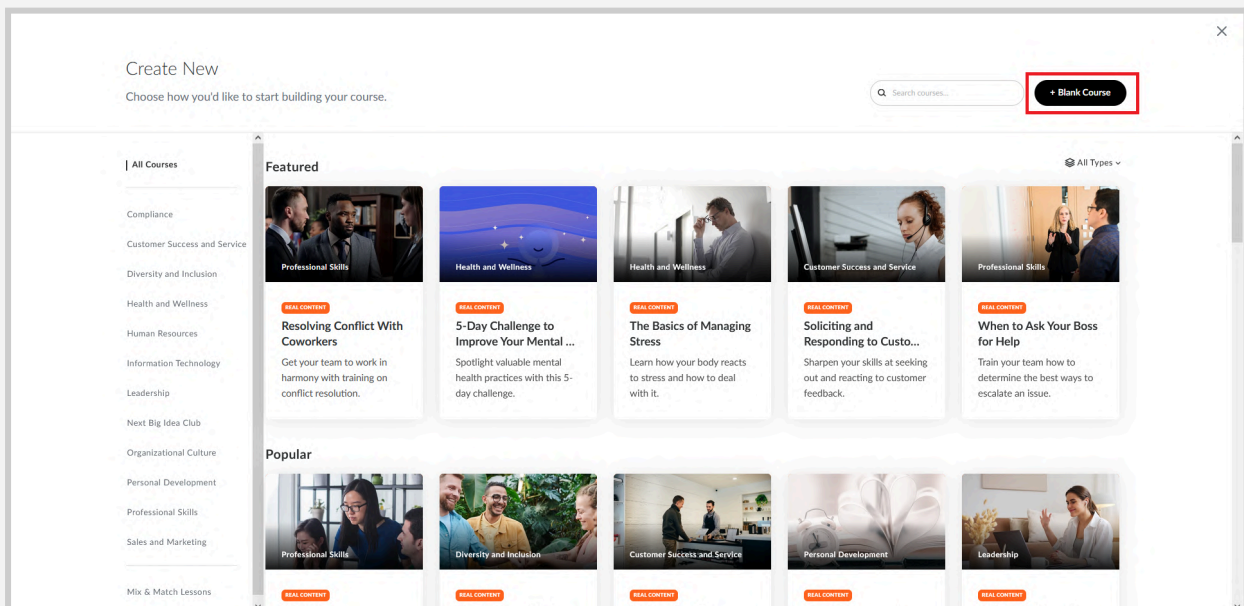 Create New
Choose how you'd like to start building your course.
Search courses...
+ Blank Course
All Courses
Compliance
Customer Success and Service
Diversity and Inclusion
Health and Wellness
Human Resources
Information Technology
Leadership
Next Big Idea Club
Organizational Culture
Personal Development
Professional Skills
Sales and Marketing
Mix & Match Lessons
Featured
All Types
Professional Skills
REAL CONTENT
Resolving Conflict With
Coworkers
Get your team to work in
harmony with training on
conflict resolution.
Health and Wellness
REAL CONTENT
5-Day Challenge to
Improve Your Mental ...
Spotlight valuable mental
health practices with this 5-
day challenge.
Health and Wellness
REAL CONTENT
The Basics of Managing
Stress
Learn how your body reacts
to stress and how to deal
with it.
Customer Success and Service
REAL CONTENT
Soliciting and
Responding to Custo...
Sharpen your skills at seeking
out and reacting to customer
feedback.
Professional Skills
REAL CONTENT
When to Ask Your Boss
for Help
Train your team how to
determine the best ways to
escalate an issue.
Popular
Professional Skills
REAL CONTENT
Diversity and Inclusion
REAL CONTENT
Customer Success and Service
REAL CONTENT
Personal Development
REAL CONTENT
Leadership
REAL CONTENT